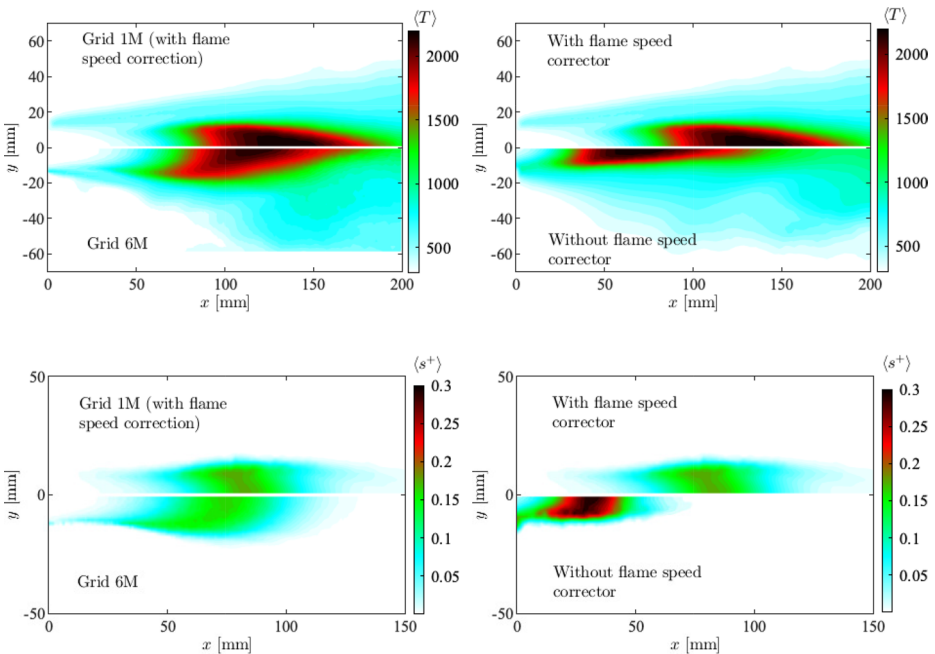 ⟨T⟩
60
40
20
0
-20
-40
-60
y [mm]
Grid 1M (with flame
speed correction)
Grid 6M
0
50
100
150
200
x [mm]
2000
1500
1000
500
⟨T⟩
60
40
20
0
-20
-40
-60
y [mm]
With flame speed
corrector
Without flame speed
corrector
0
50
100
150
200
x [mm]
2000
1500
1000
500
⟨s⁺⟩
50
0
-50
y [mm]
Grid 1M (with flame
speed correction)
Grid 6M
0
50
100
150
x [mm]
0.3
0.25
0.2
0.15
0.1
0.05
⟨s⁺⟩
50
0
-50
y [mm]
With flame speed
corrector
Without flame speed
corrector
0
50
100
150
x [mm]
0.3
0.25
0.2
0.15
0.1
0.05